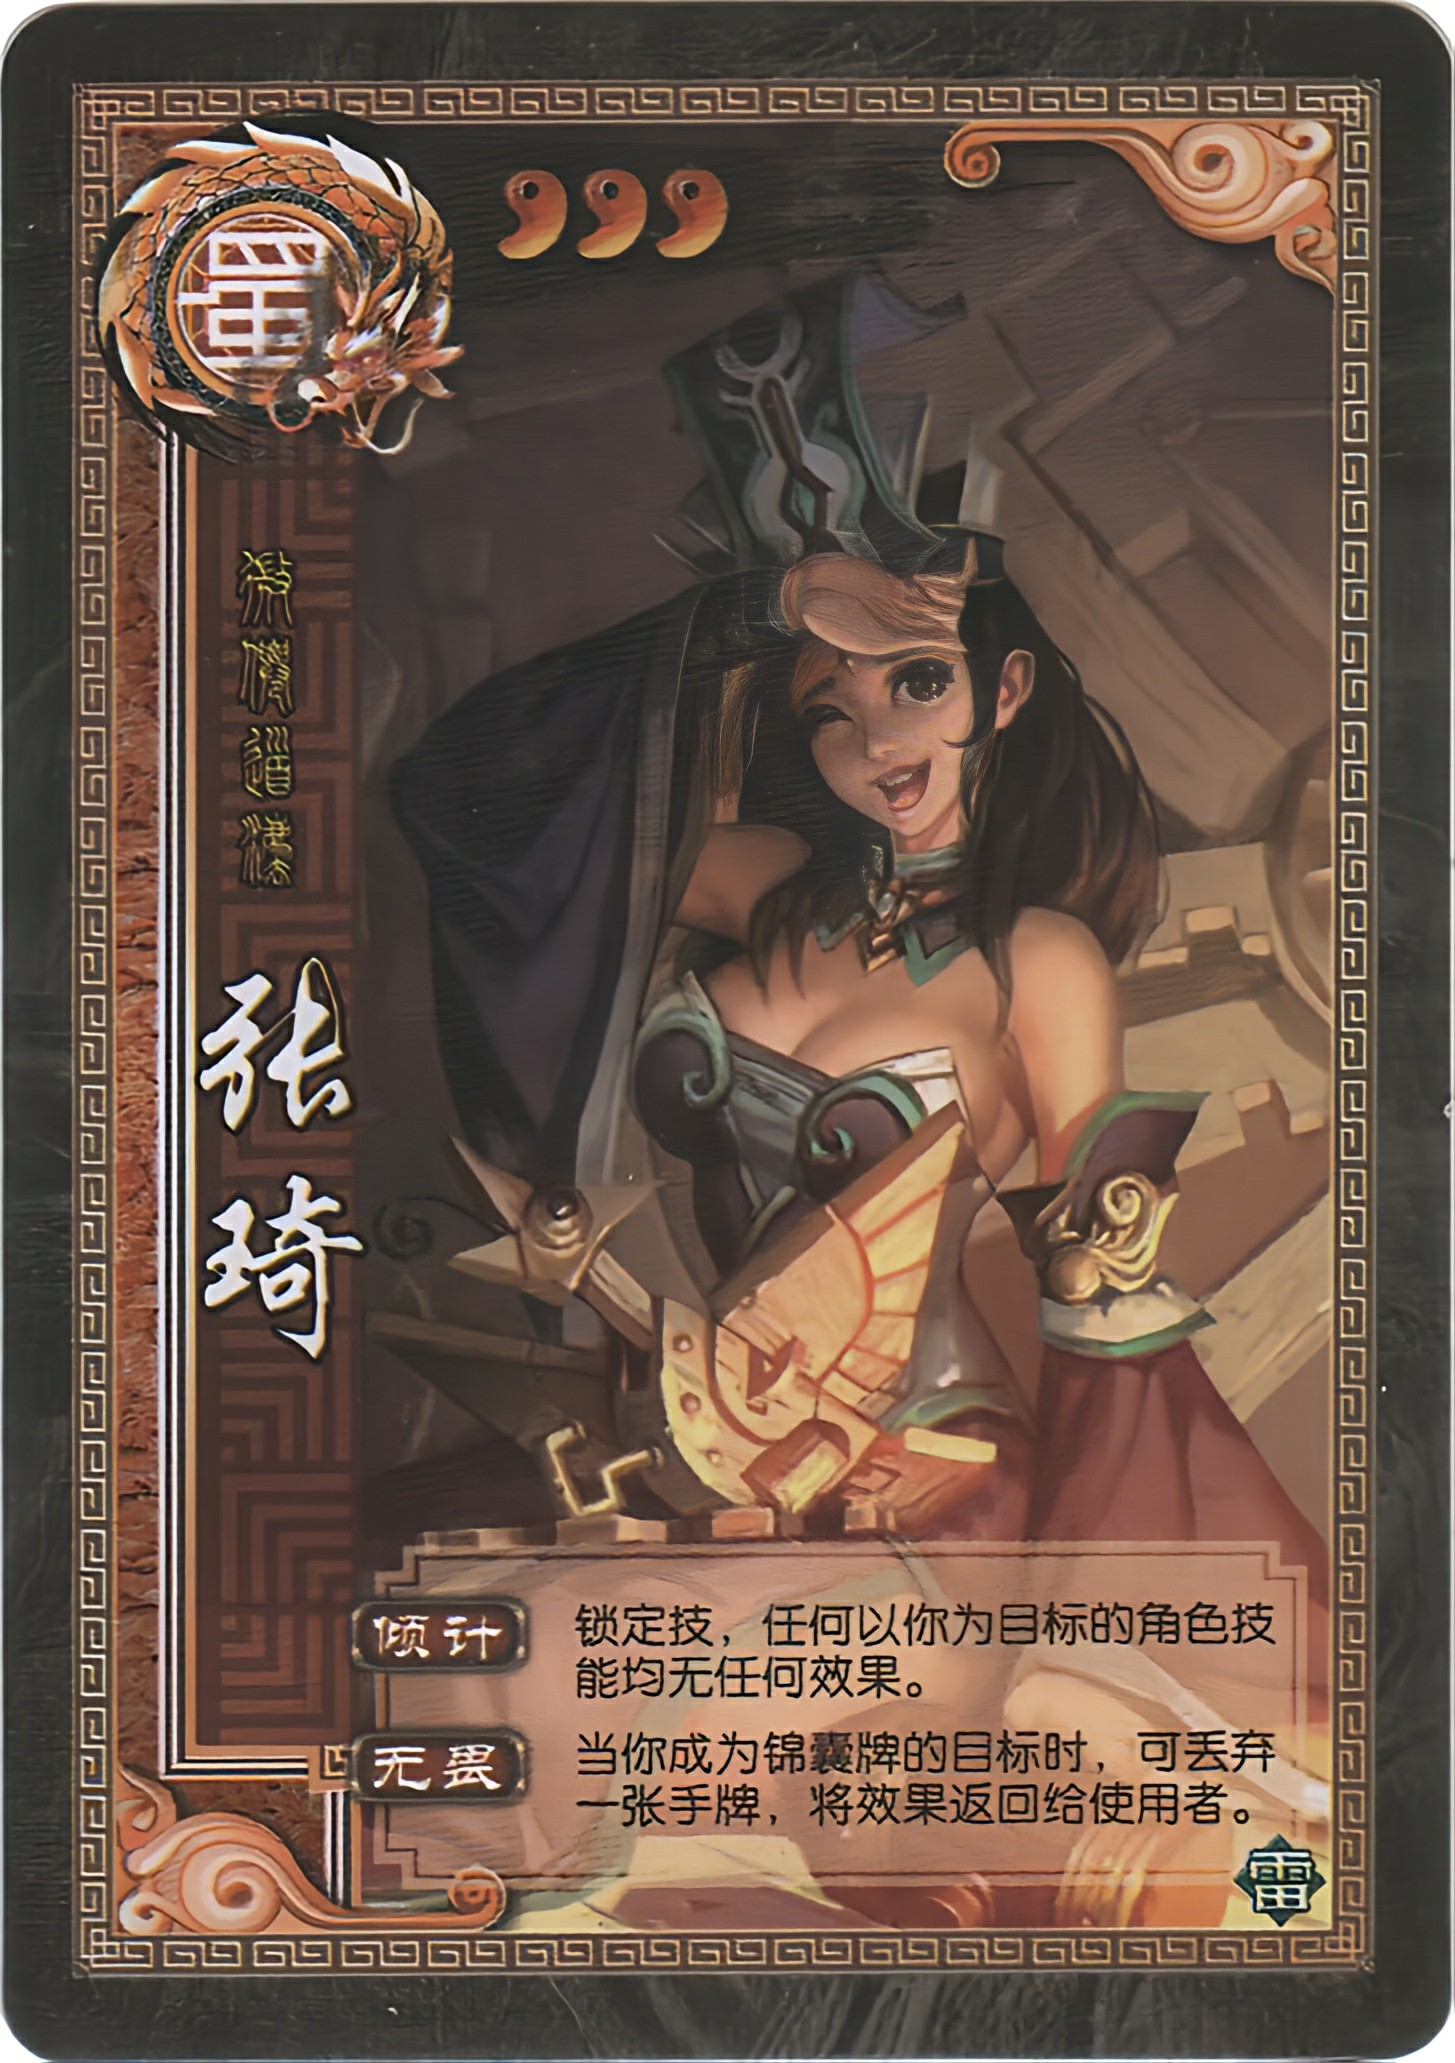 张琦
倾计
锁定技，任何以你为目标的角色技
能均无任何效果。
无畏
当你成为锦囊牌的目标时，可丢弃
一张手牌，将效果返回给使用者。
雷